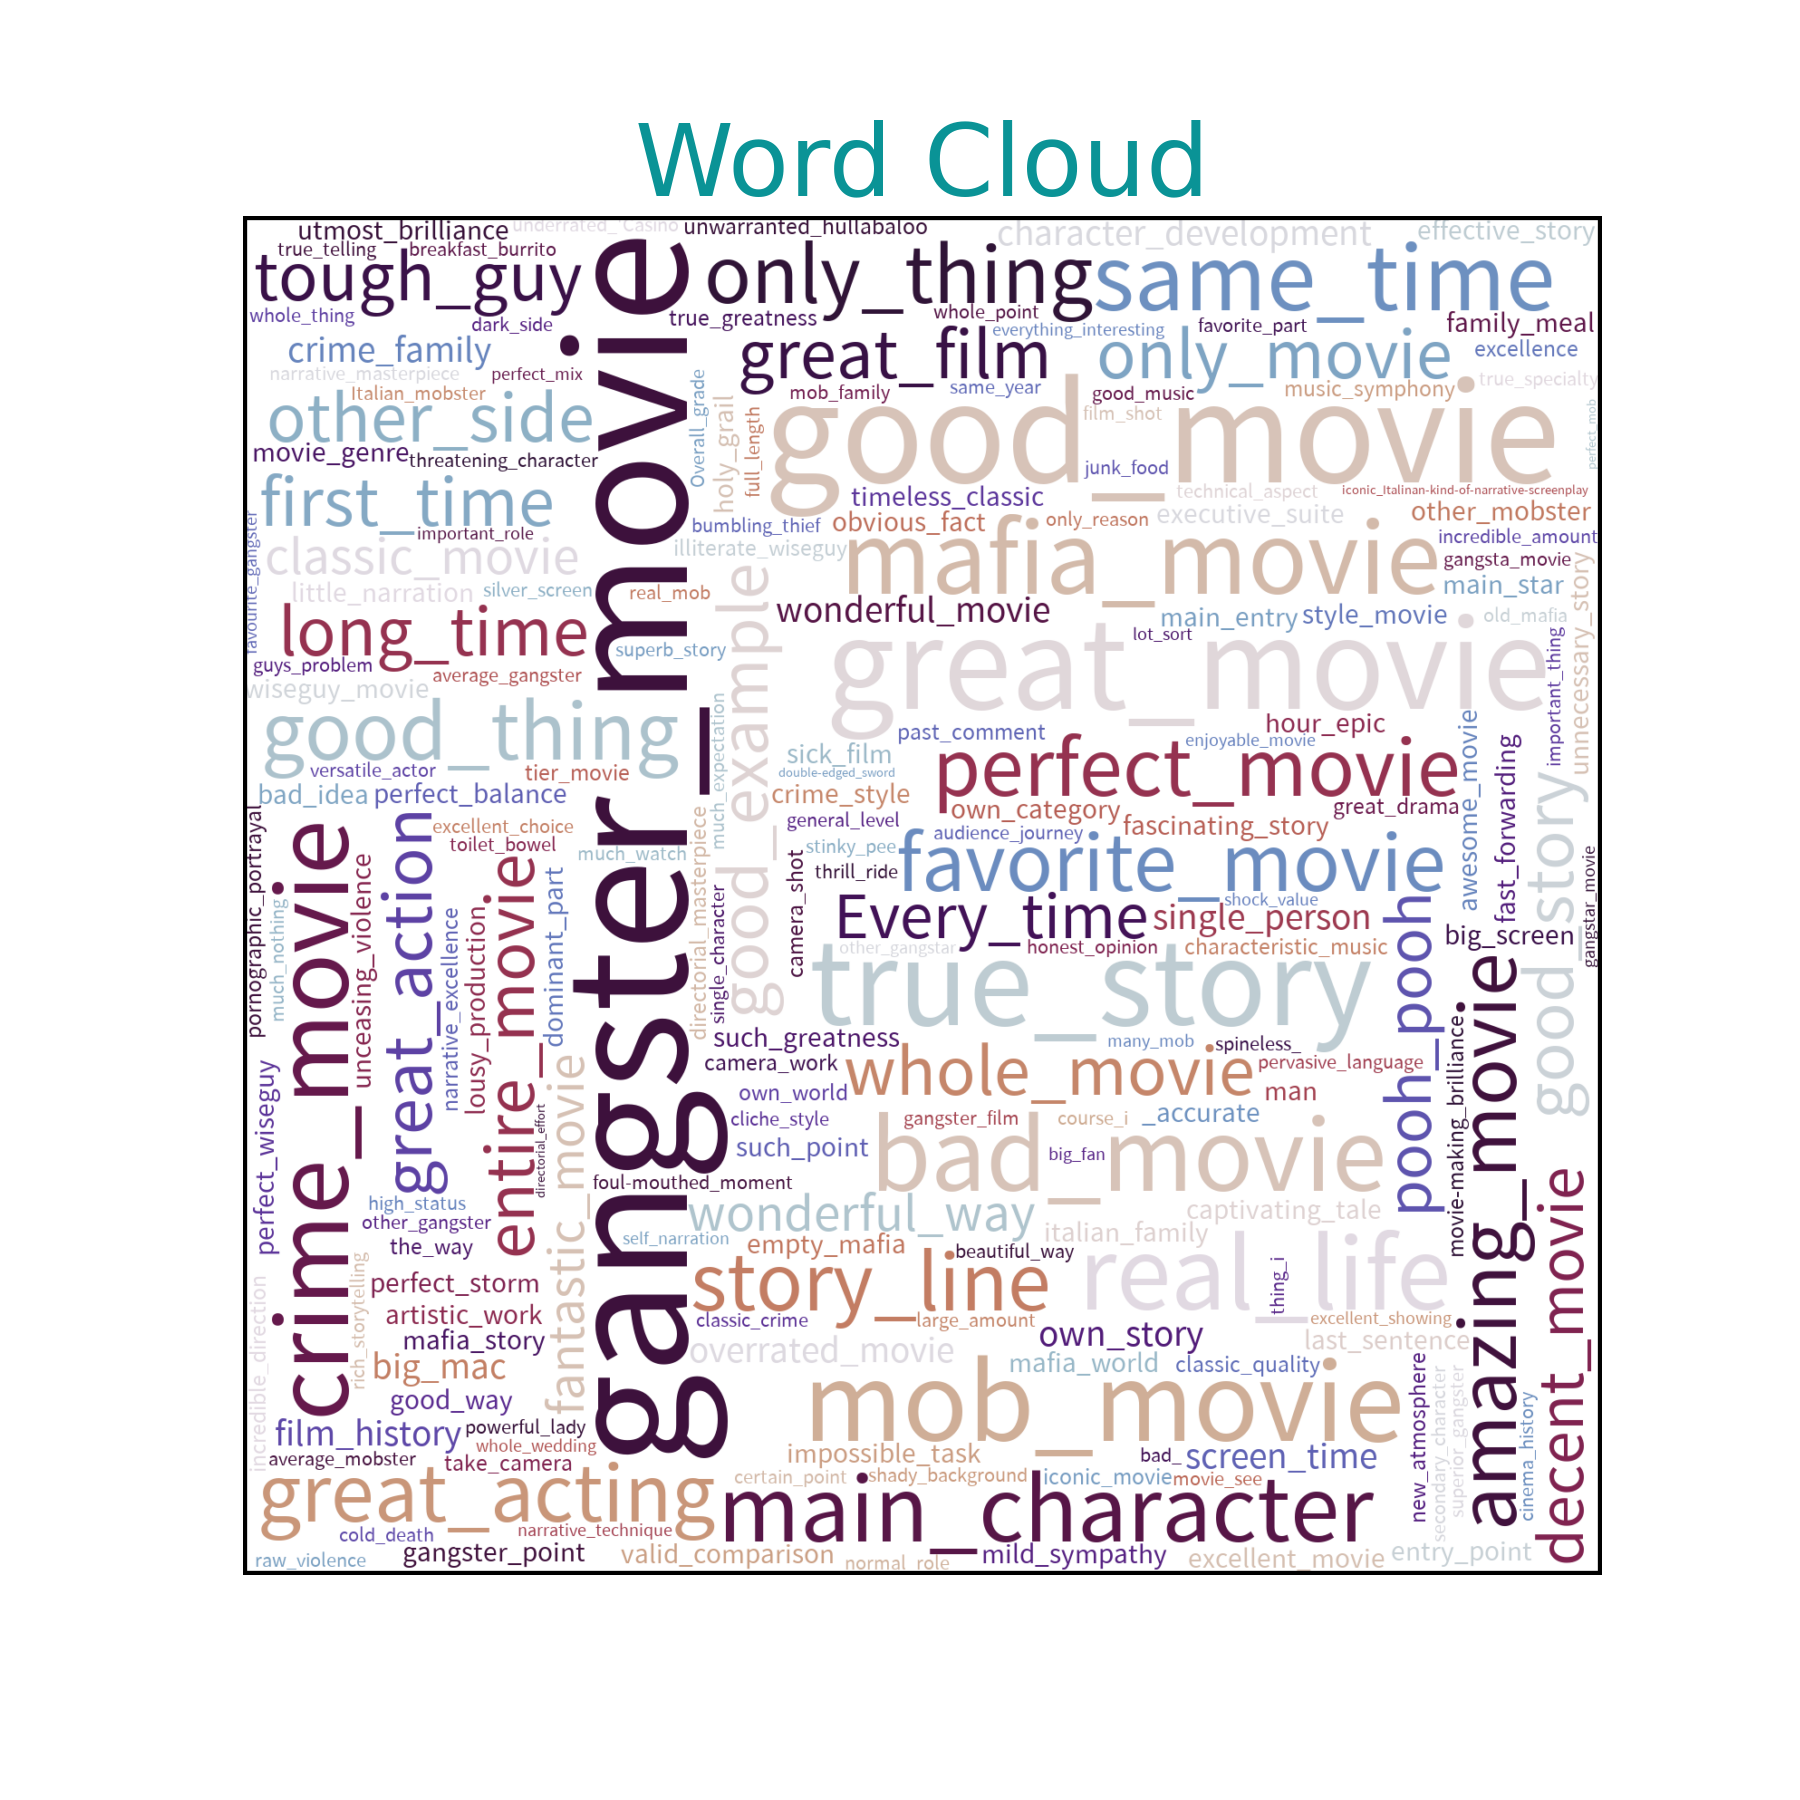 Word Cloud
utmost_brilliance
underrated_'Casino
unwarranted_hullabaloo
character_development
effective_story
true_telling
breakfast_burrito
tough_guy
only_thing
same_time
whole_thing
dark_side
true_greatness
whole_point
everything_interesting
favorite_part
family_meal
crime_family
great_film
only_movie
excellence
narrative_masterpiece
perfect_mix
Italian_mobster
mob_family
same_year
good_music
music_symphony
true_specialty
other_side
Overall_grade
holy_grail
full_length
good_movie
film_shot
perfect_mob
movie_genre
threatening_character
junk_food
first_time
timeless_classic
technical_aspect
iconic_Italinan-kind-of-narrative-screenplay
important_role
bumbling_thief
obvious_fact
only_reason
executive_suite
other_mobster
favourite_gangster
classic_movie
illiterate_wiseguy
mafia_movie
incredible_amount
gangsta_movie
little_narration
silver_screen
real_mob
main_star
unnecessary_story
long_time
wonderful_movie
main_entry
style_movie
old_mafia
superb_story
lot_sort
guys_problem
average_gangster
great_movie
important_thing
wiseguy_movie
good_thing
good_example
much_expectation
past_comment
hour_epic
sick_film
enjoyable_movie
awesome_movie
fast_forwarding
versatile_actor
tier_movie
double-edged_sword
perfect_movie
bad_idea
perfect_balance
crime_style
own_category
great_drama
good_story
pornographic_portrayal
excellent_choice
general_level
audience_journey
fascinating_story
toilet_bowel
much_watch
directorial_masterpiece
stinky_pee
favorite_movie
gangstar_movie
crime_movie
great_action
entire_movie
gangster_movie
camera_shot
thrill_ride
shock_value
much_nothing
unceasing_violence
dominant_part
single_character
Every_time
single_person
pooh_pooh
big_screen
narrative_excellence
lousy_production
other_gangstar
honest_opinion
characteristic_music
true_story
such_greatness
many_mob
spineless_
movie-making_brilliance
amazing_movie
camera_work
whole_movie
pervasive_language
perfect_wiseguy
fantastic_movie
own_world
man
directorial_effort
cliche_style
gangster_film
course_i
_accurate
such_point
bad_movie
big_fan
foul-mouthed_moment
decent_movie
high_status
wonderful_way
captivating_tale
other_gangster
self_narration
italian_family
the_way
empty_mafia
beautiful_way
incredible_direction
rich_storytelling
perfect_storm
story_line
real_life
thing_i
artistic_work
classic_crime
large_amount
excellent_showing
mafia_story
own_story
last_sentence
big_mac
overrated_movie
mafia_world
classic_quality
new_atmosphere
secondary_character
superior_gangster
cinema_history
good_way
mob_movie
film_history
powerful_lady
whole_wedding
average_mobster
take_camera
impossible_task
bad_
screen_time
great_acting
certain_point
shady_background
iconic_movie
movie_see
main_character
cold_death
narrative_technique
raw_violence
gangster_point
valid_comparison
normal_role
mild_sympathy
excellent_movie
entry_point